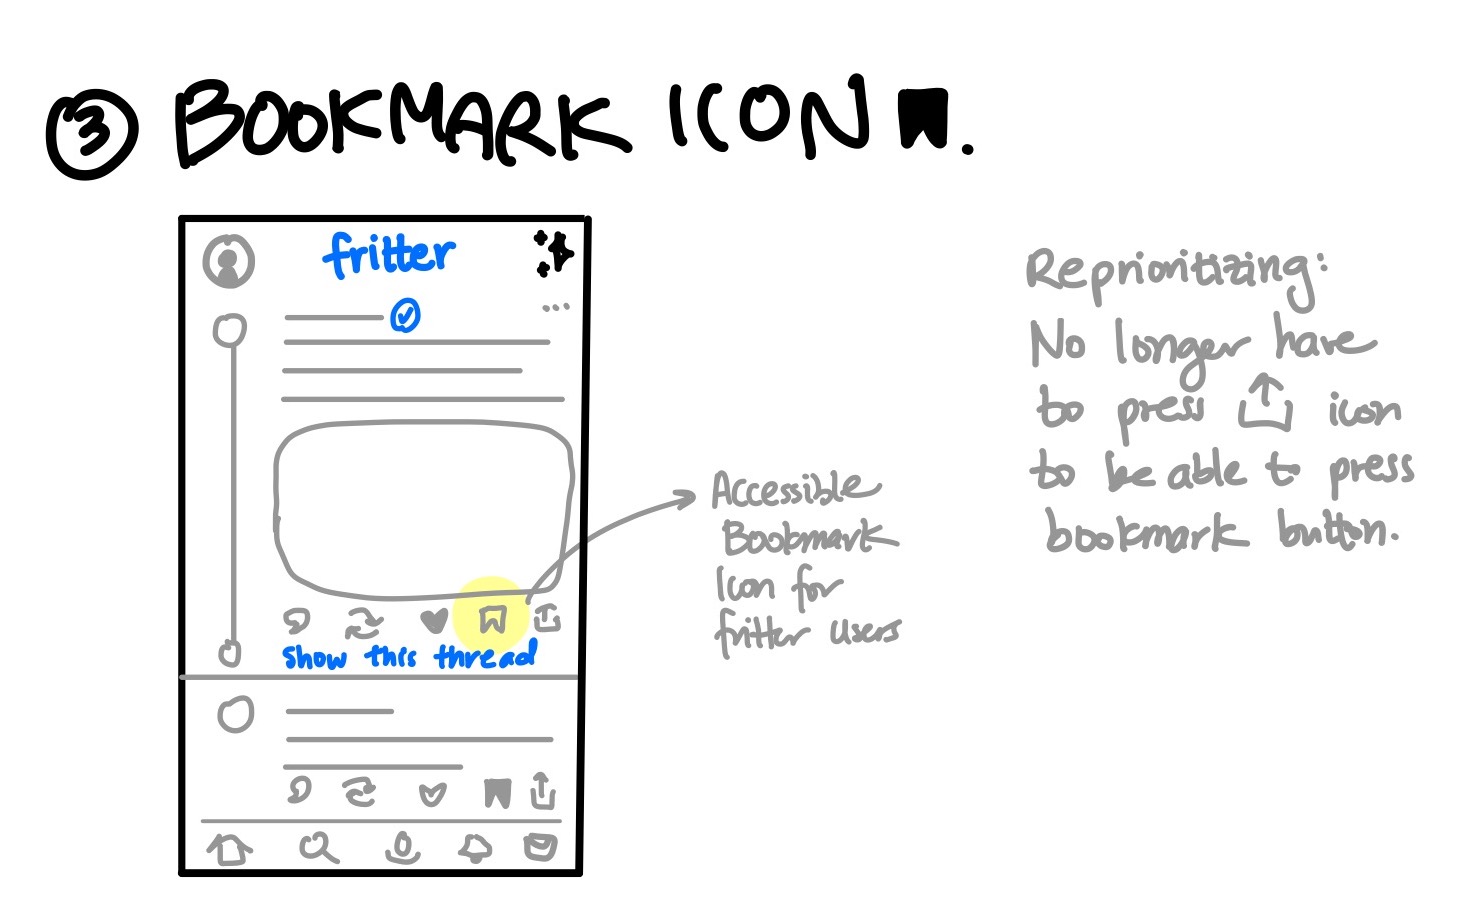 3 BOOKMARK ICON.
fritter
Show this thread
Accessible
Bookmark
Icon for
fritter users
Reprioritizing:
No longer have
to press icon
to be able to press
bookmark button.